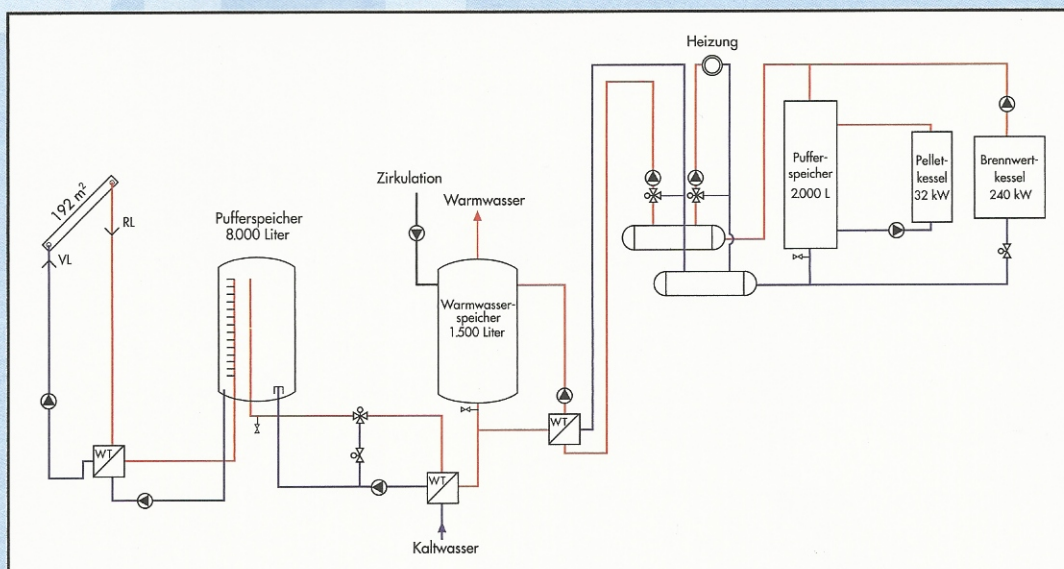 Heizung
192 m²
RL
VL
Pufferspeicher
8.000 Liter
Zirkulation
Warmwasser
Warmwasser-
speicher
1.500 Liter
Puffer-
speicher
2.000 L
Pellet-
kessel
32 kW
Brennwert-
kessel
240 kW
WT
WT
WT
Kaltwasser